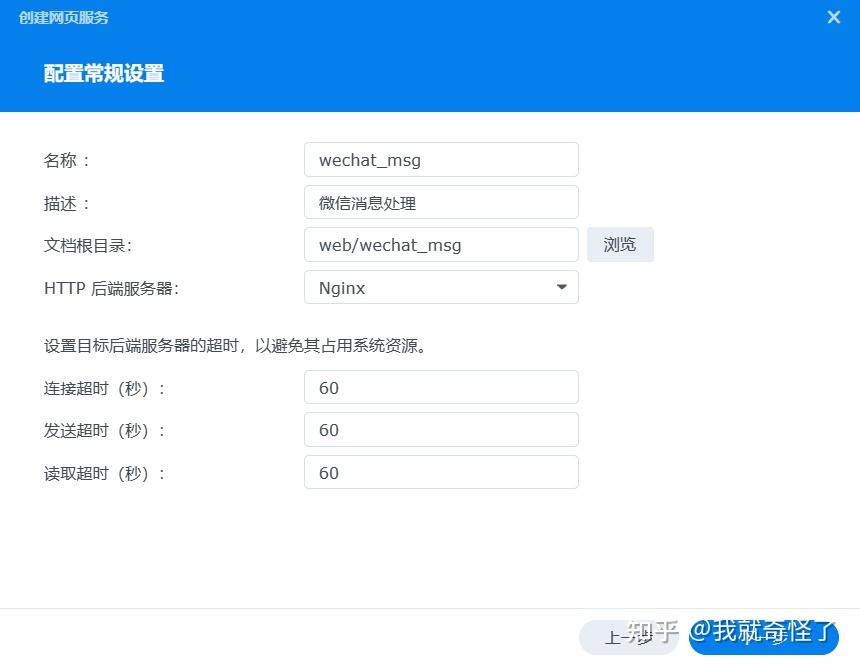 创建网页服务
配置常规设置
名称：
wechat_msg
描述：
微信消息处理
文档根目录：
web/wechat_msg
浏览
HTTP 后端服务器：
Nginx
设置目标后端服务器的超时，以避免其占用系统资源。
连接超时（秒）：
60
发送超时（秒）：
60
读取超时（秒）：
60
上一步
下一步
知乎 @我就奇怪了